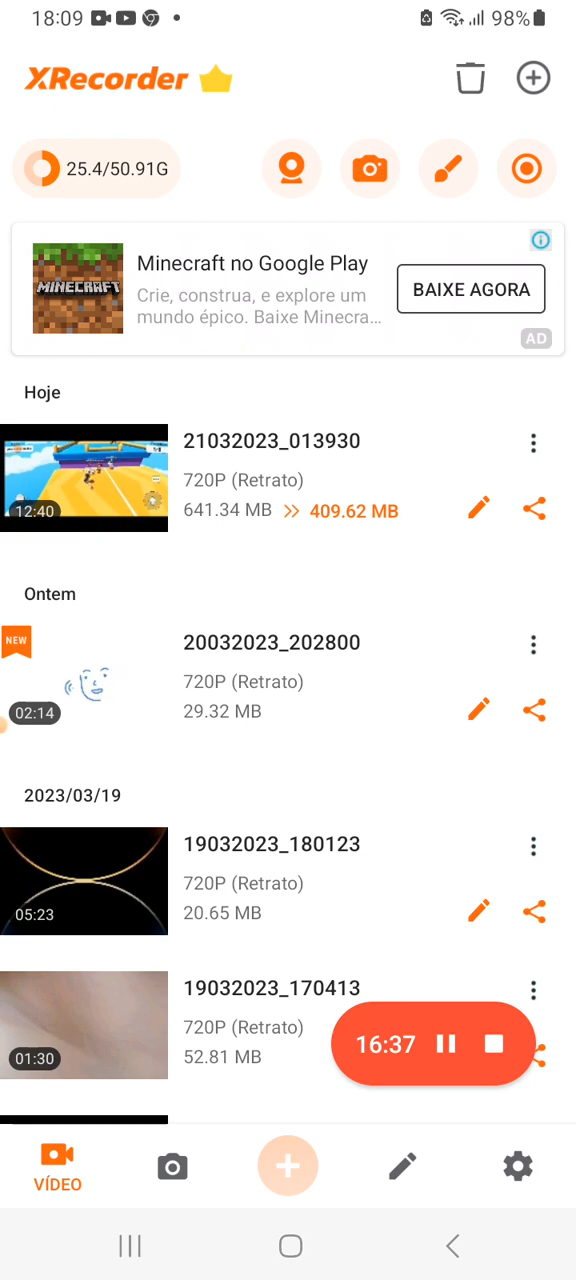 18:09
98%
XRecorder
25.4/50.91G
Minecraft no Google Play
MINECRAFT
Crie, construa, e explore um
mundo épico. Baixe Minecra...
BAIXE AGORA
AD
Hoje
21032023_013930
720P (Retrato)
641.34 MB >> 409.62 MB
12:40
Ontem
NEW
20032023_202800
720P (Retrato)
29.32 MB
02:14
2023/03/19
19032023_180123
720P (Retrato)
20.65 MB
05:23
19032023_170413
720P (Retrato)
52.81 MB
01:30
16:37
VÍDEO